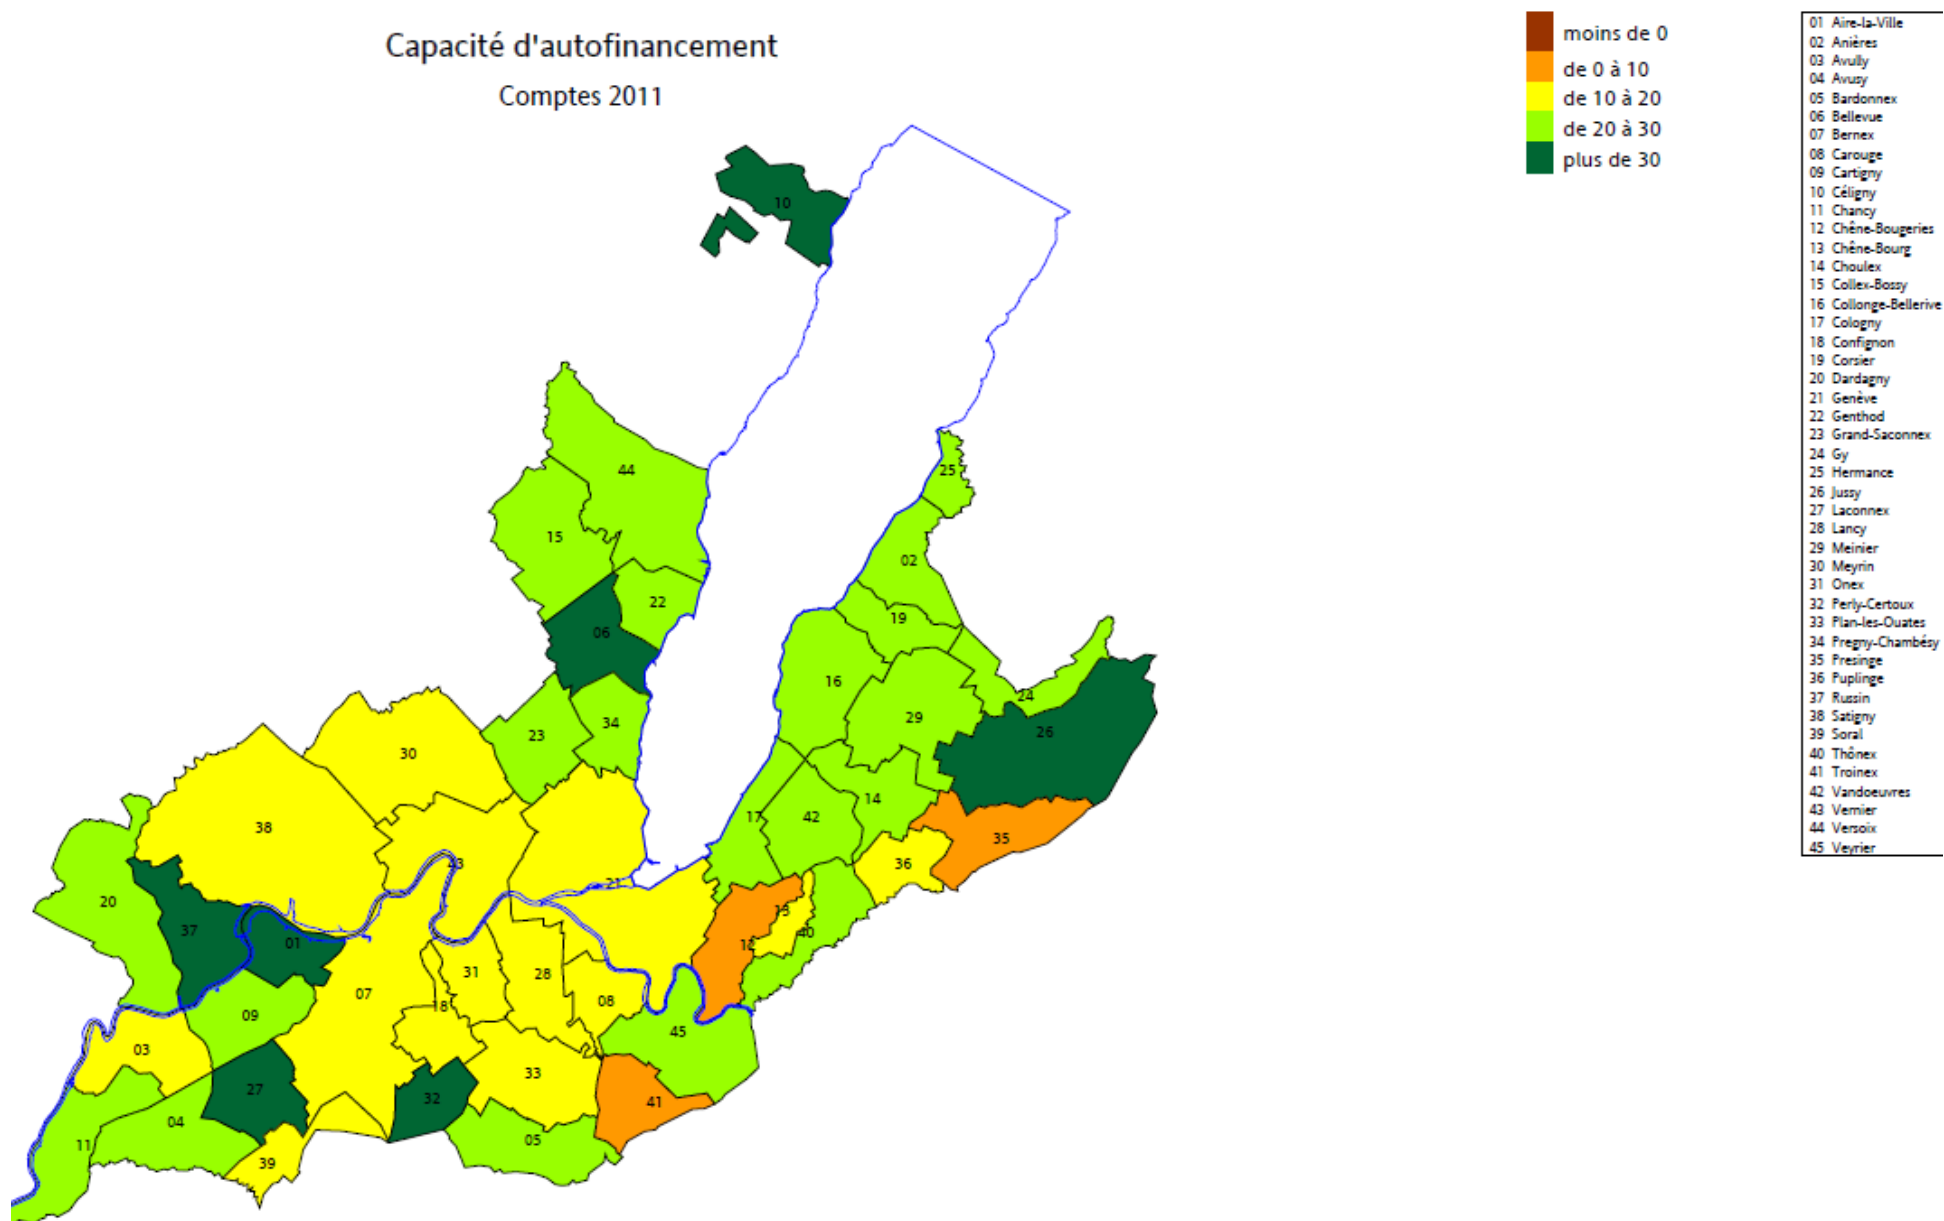 Capacité d'autofinancement
Comptes 2011
moins de 0
de 0 à 10
de 10 à 20
de 20 à 30
plus de 30
01 Aire-la-Ville
02 Anières
03 Avully
04 Avusy
05 Bardonnex
06 Bellevue
07 Bernex
08 Carouge
09 Cartigny
10 Céligny
11 Chancy
12 Chêne-Bougeries
13 Chêne-Bourg
14 Choulex
15 Collex-Bossy
16 Collonge-Bellerive
17 Cologny
18 Confignon
19 Corsier
20 Dardagny
21 Genève
22 Genthod
23 Grand-Saconnex
24 Gy
25 Hermance
26 Jussy
27 Laconnex
28 Lancy
29 Meinier
30 Meyrin
31 Onex
32 Perly-Certoux
33 Plan-les-Ouates
34 Pregny-Chambésy
35 Presinge
36 Puplinge
37 Russin
38 Satigny
39 Soral
40 Thônex
41 Troinex
42 Vandoeuvres
43 Vernier
44 Versoix
45 Veyrier
10
44
25
15
02
22
19
06
16
24
29
34
23
26
30
14
42
17
38
35
43
36
21
20
13
37
40
01
12
31
28
07
08
18
09
45
03
33
27
32
41
04
05
11
39